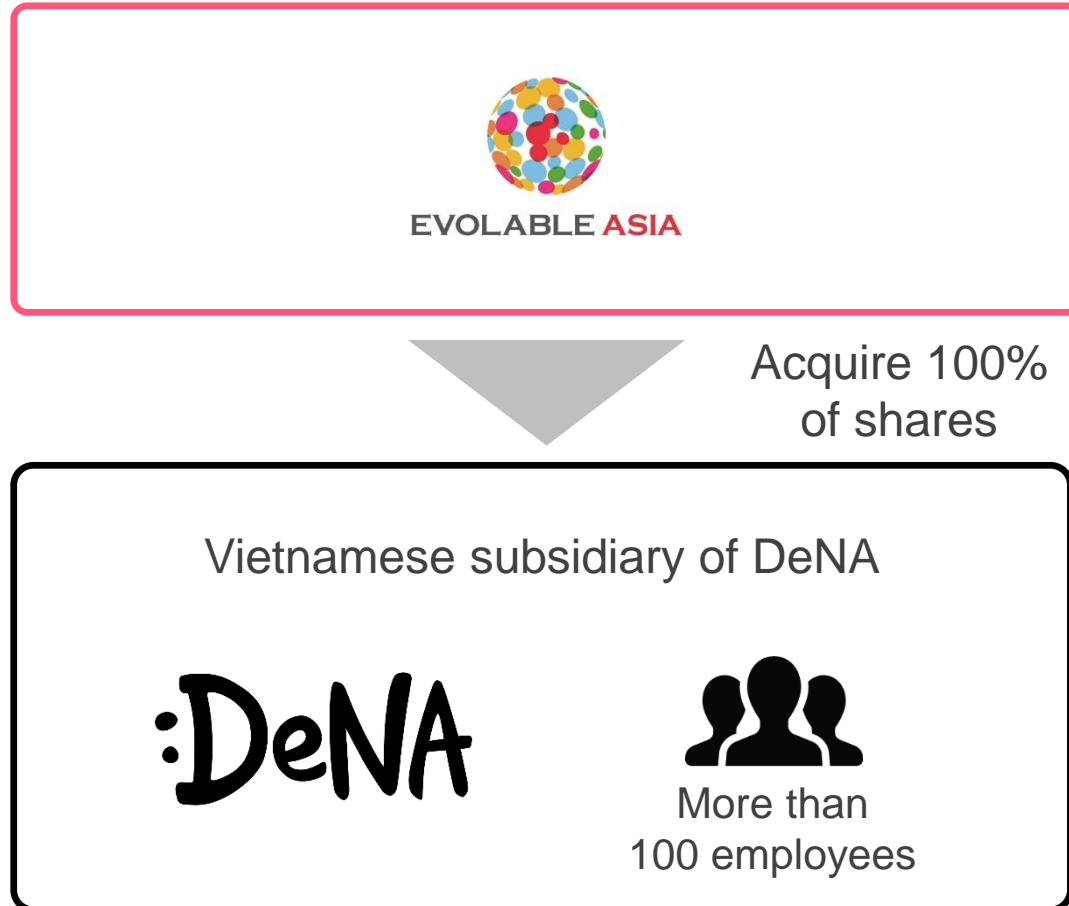 EVOLABLE ASIA
Acquire 100%
of shares
Vietnamese subsidiary of DeNA
:DeNA
More than
100 employees